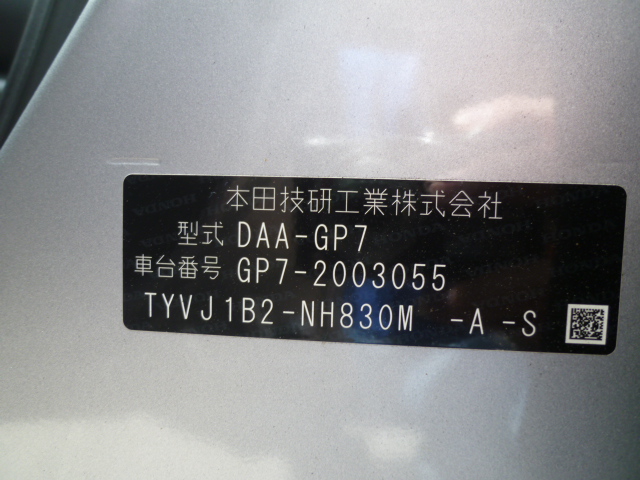 本田技研工業株式会社
型式 DAA-GP7
車台番号 GP7-2003055
TYVJ1B2-NH830M -A -S